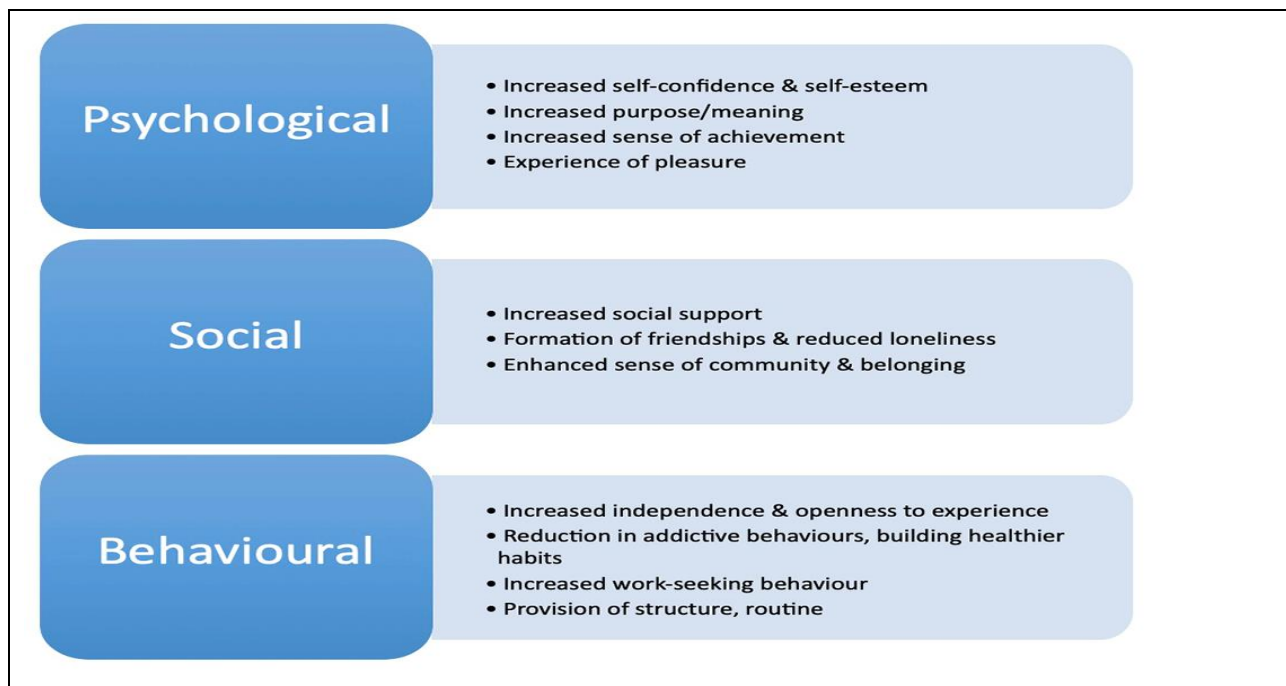 Psychological
• Increased self-confidence & self-esteem
• Increased purpose/meaning
• Increased sense of achievement
• Experience of pleasure
Social
• Increased social support
• Formation of friendships & reduced loneliness
• Enhanced sense of community & belonging
Behavioural
• Increased independence & openness to experience
• Reduction in addictive behaviours, building healthier
habits
• Increased work-seeking behaviour
• Provision of structure, routine